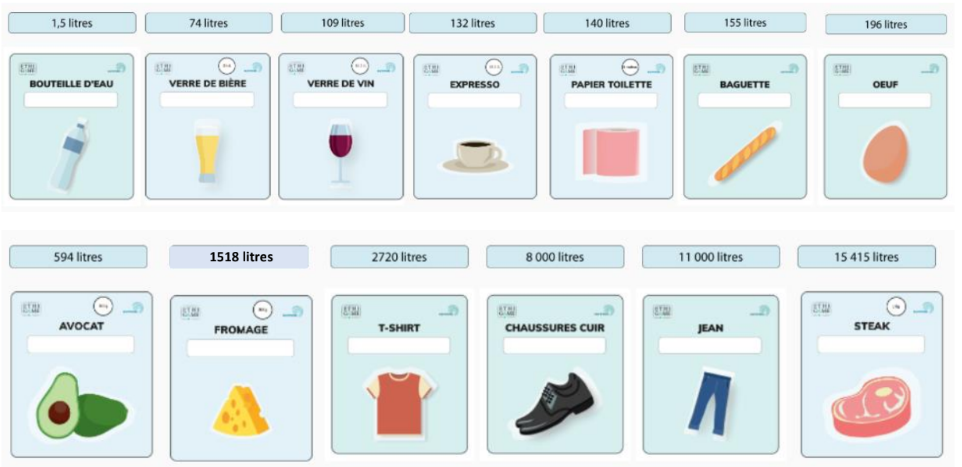 1,5 litres
74 litres
109 litres
132 litres
140 litres
155 litres
196 litres
BOUTEILLE D'EAU
VERRE DE BIÈRE
VERRE DE VIN
EXPRESSO
PAPIER TOILETTE
BAGUETTE
OEUF
594 litres
1518 litres
2720 litres
8 000 litres
11 000 litres
15 415 litres
AVOCAT
FROMAGE
T-SHIRT
CHAUSSURES CUIR
JEAN
STEAK